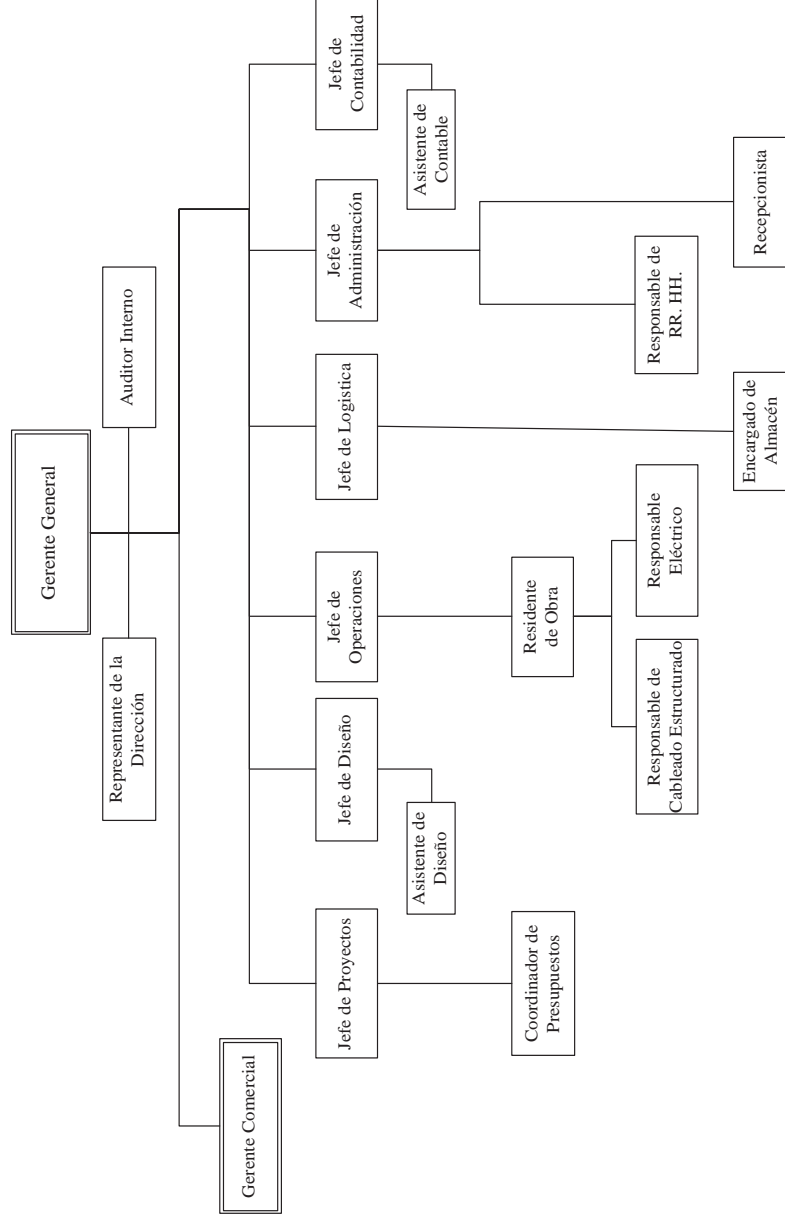 Gerente General
Representante de la
Dirección
Auditor Interno
Gerente Comercial
Jefe de Proyectos
Jefe de Diseño
Jefe de
Operaciones
Jefe de Logistica
Jefe de
Administración
Jefe de
Contabilidad
Asistente de
Diseño
Asistente de
Contable
Coordinador de
Presupuestos
Residente
de Obra
Responsable de
Cableado Estructurado
Responsable
Eléctrico
Responsable de
RR. HH.
Encargado de
Almacén
Recepcionista